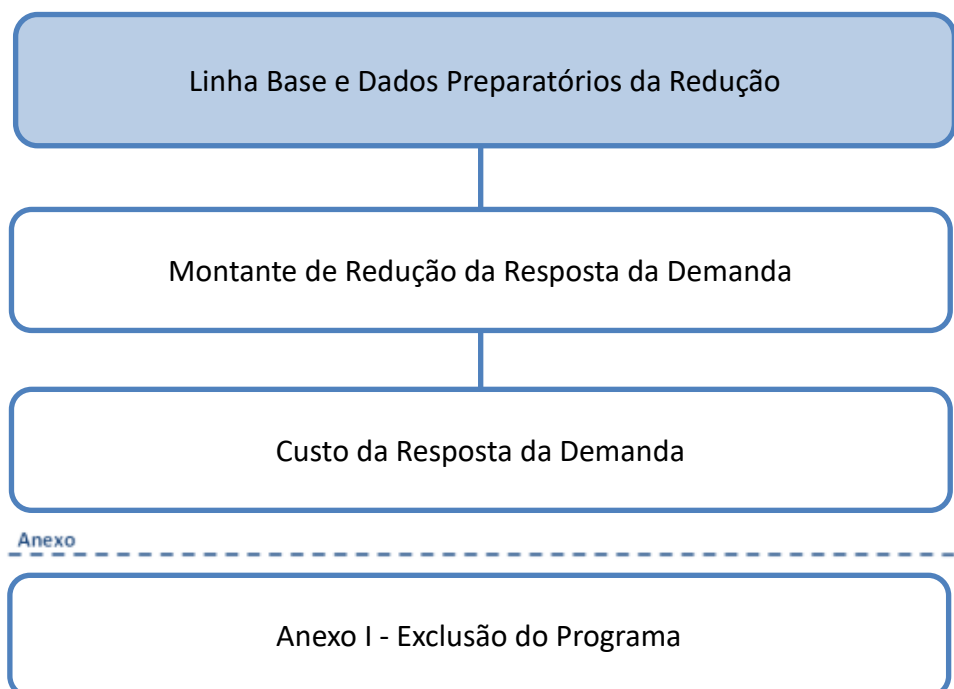 Linha Base e Dados Preparatórios da Redução
Montante de Redução da Resposta da Demanda
Custo da Resposta da Demanda
Anexo
Anexo I - Exclusão do Programa